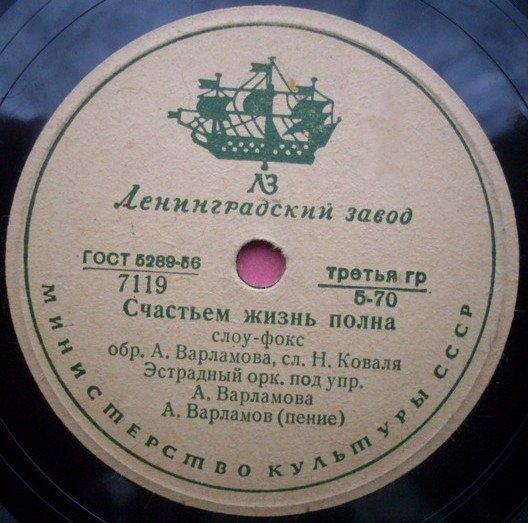 ЛЗ
Ленинградский завод
ГОСТ 5289-56
7119
третья гр
5-70
Счастьем жизнь полна
слоу-фокс
обр. А. Варламова, сл. Н. Коваля
Эстрадный орк. под упр.
А. Варламова
А. Варламов (пение)
МИНИСТЕРСТВО КУЛЬТУРЫ СССР